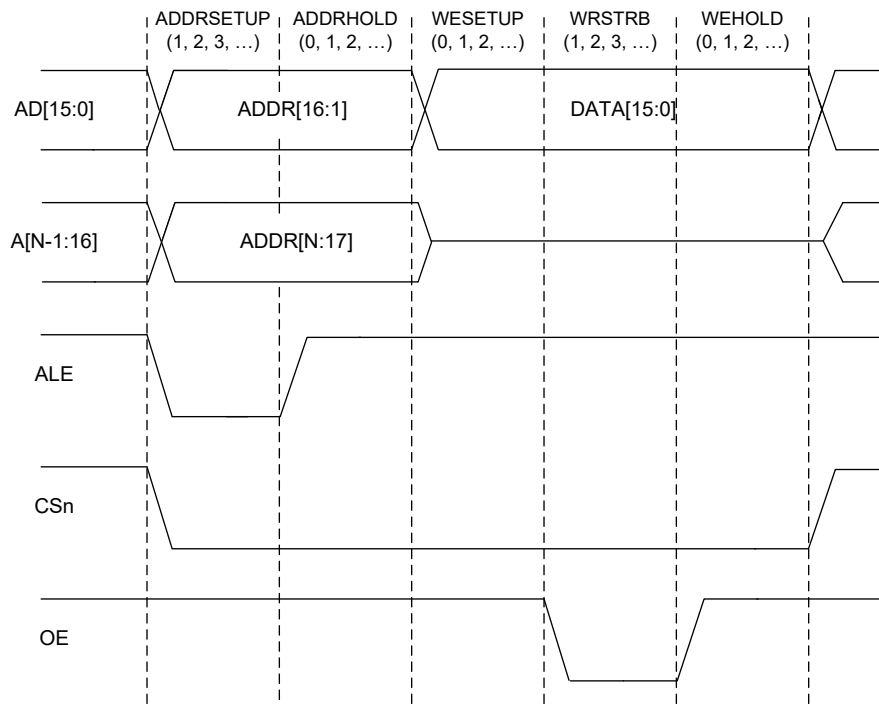 ADDRSETUP ADDRHOLD WESETUP WRSTRB WEHOLD
(1, 2, 3, …) (0, 1, 2, …) (0, 1, 2, …) (1, 2, 3, …) (0, 1, 2, …)
AD[15:0] ADDR[16:1] DATA[15:0]
A[N-1:16] ADDR[N:17]
ALE
CSn
OE